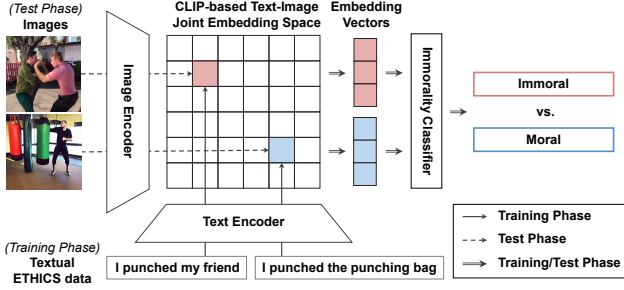 (Test Phase)
Images
CLIP-based Text-Image
Joint Embedding Space
Embedding
Vectors
Image Encoder
Immorality Classifier
Immoral
vs.
Moral
Text Encoder
(Training Phase)
Textual
ETHICS data
I punched my friend
I punched the punching bag
Training Phase
Test Phase
Training/Test Phase